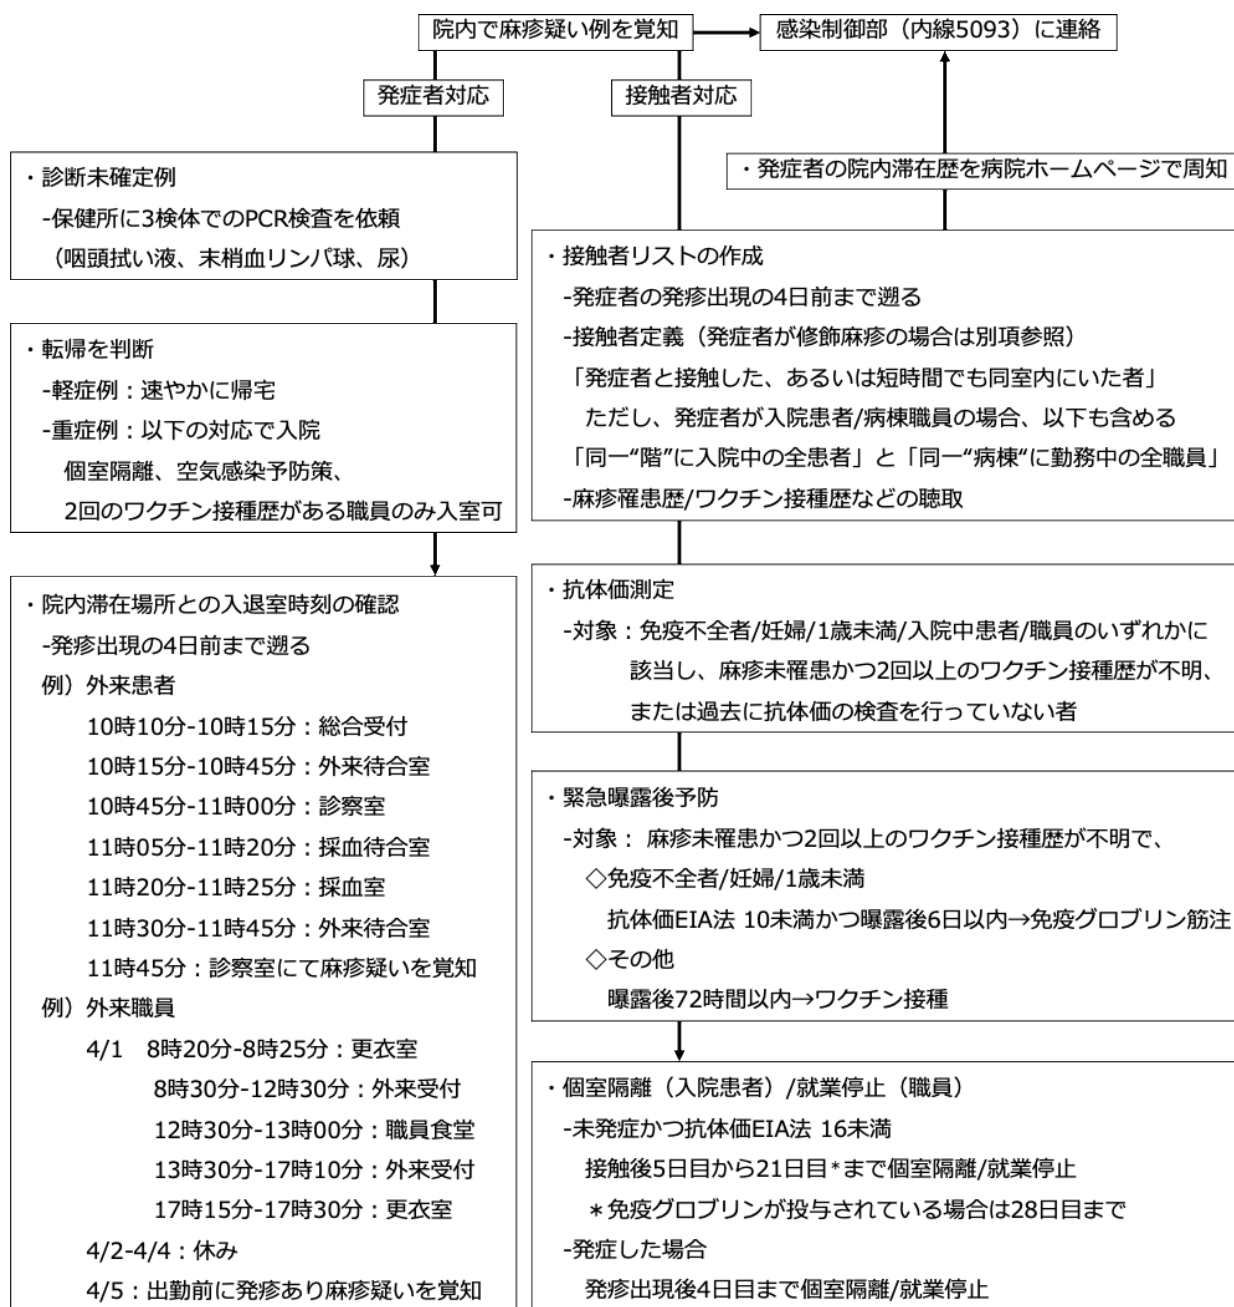 院内で麻疹疑い例を覚知
感染制御部（内線5093）に連絡
発症者対応
接触者対応
・診断未確定例
-保健所に3検体でのPCR検査を依頼
（咽頭拭い液、末梢血リンパ球、尿）
・転帰を判断
-軽症例：速やかに帰宅
-重症例：以下の対応で入院
個室隔離、空気感染予防策、
2回のワクチン接種歴がある職員のみ入室可
・院内滞在場所との入退室時刻の確認
-発疹出現の4日前まで遡る
例）外来患者
10時10分-10時15分：総合受付
10時15分-10時45分：外来待合室
10時45分-11時00分：診察室
11時05分-11時20分：採血待合室
11時20分-11時25分：採血室
11時30分-11時45分：外来待合室
11時45分：診察室にて麻疹疑いを覚知
例）外来職員
4/1　8時20分-8時25分：更衣室
8時30分-12時30分：外来受付
12時30分-13時00分：職員食堂
13時30分-17時10分：外来受付
17時15分-17時30分：更衣室
4/2-4/4：休み
4/5：出勤前に発疹あり麻疹疑いを覚知
・発症者の院内滞在歴を病院ホームページで周知
・接触者リストの作成
-発症者の発疹出現の4日前まで遡る
-接触者定義（発症者が修飾麻疹の場合は別項参照）
「発症者と接触した、あるいは短時間でも同室内にいた者」
ただし、発症者が入院患者/病棟職員の場合、以下も含める
「同一“階”に入院中の全患者」と「同一“病棟“に勤務中の全職員」
-麻疹罹患歴/ワクチン接種歴などの聴取
・抗体価測定
-対象：免疫不全者/妊婦/1歳未満/入院中患者/職員のいずれかに
該当し、麻疹未罹患かつ2回以上のワクチン接種歴が不明、
または過去に抗体価の検査を行っていない者
・緊急曝露後予防
-対象： 麻疹未罹患かつ2回以上のワクチン接種歴が不明で、
◇免疫不全者/妊婦/1歳未満
抗体価EIA法 10未満かつ曝露後6日以内→免疫グロブリン筋注
◇その他
曝露後72時間以内→ワクチン接種
・個室隔離（入院患者）/就業停止（職員）
-未発症かつ抗体価EIA法 16未満
接触後5日目から21日目*まで個室隔離/就業停止
＊免疫グロブリンが投与されている場合は28日目まで
-発症した場合
発疹出現後4日目まで個室隔離/就業停止